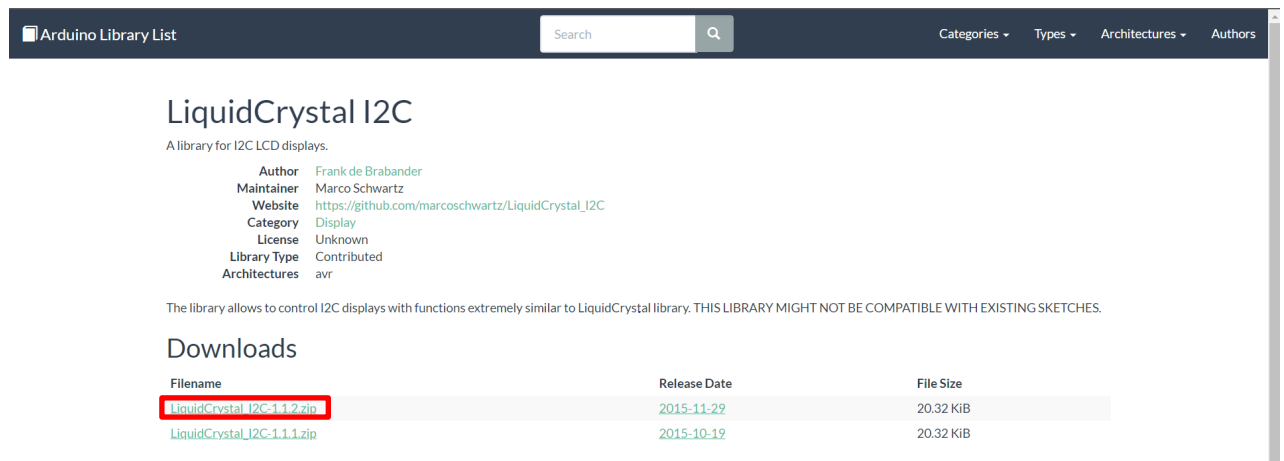 Arduino Library List Search Categories Types Architectures Authors
LiquidCrystal I2C
A library for I2C LCD displays.
Author Frank de Brabander
Maintainer Marco Schwartz
Website https://github.com/marcoschwartz/LiquidCrystal_I2C
Category Display
License Unknown
Library Type Contributed
Architectures avr
The library allows to control I2C displays with functions extremely similar to LiquidCrystal library. THIS LIBRARY MIGHT NOT BE COMPATIBLE WITH EXISTING SKETCHES.
Downloads
Filename Release Date File Size
LiquidCrystal_I2C-1.1.2.zip 2015-11-29 20.32 KiB
LiquidCrystal_I2C-1.1.1.zip 2015-10-19 20.32 KiB